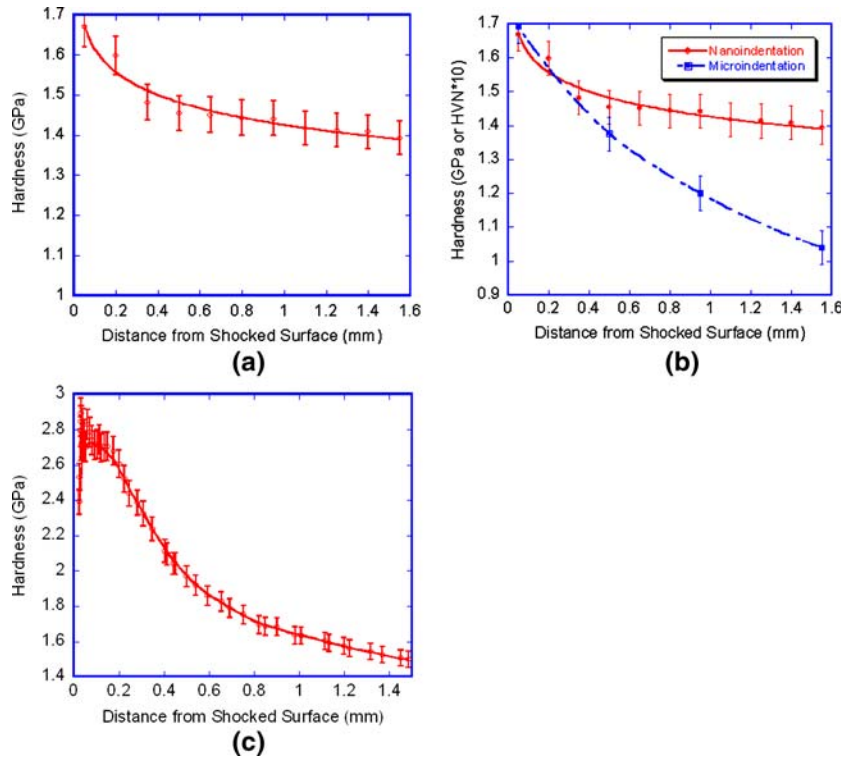 1.7
1.6
1.5
1.4
1.3
1.2
1.1
1
Hardness (GPa)
0 0.2 0.4 0.6 0.8 1 1.2 1.4 1.6
Distance from Shocked Surface (mm)
(a)
1.7
1.6
1.5
1.4
1.3
1.2
1.1
1
0.9
Hardness (GPa or HVN*10)
Nanoindentation
Microindentation
0 0.2 0.4 0.6 0.8 1 1.2 1.4 1.6
Distance from Shocked Surface (mm)
(b)
3
2.8
2.6
2.4
2.2
2
1.8
1.6
1.4
Hardness (GPa)
0 0.2 0.4 0.6 0.8 1 1.2 1.4
Distance from Shocked Surface (mm)
(c)